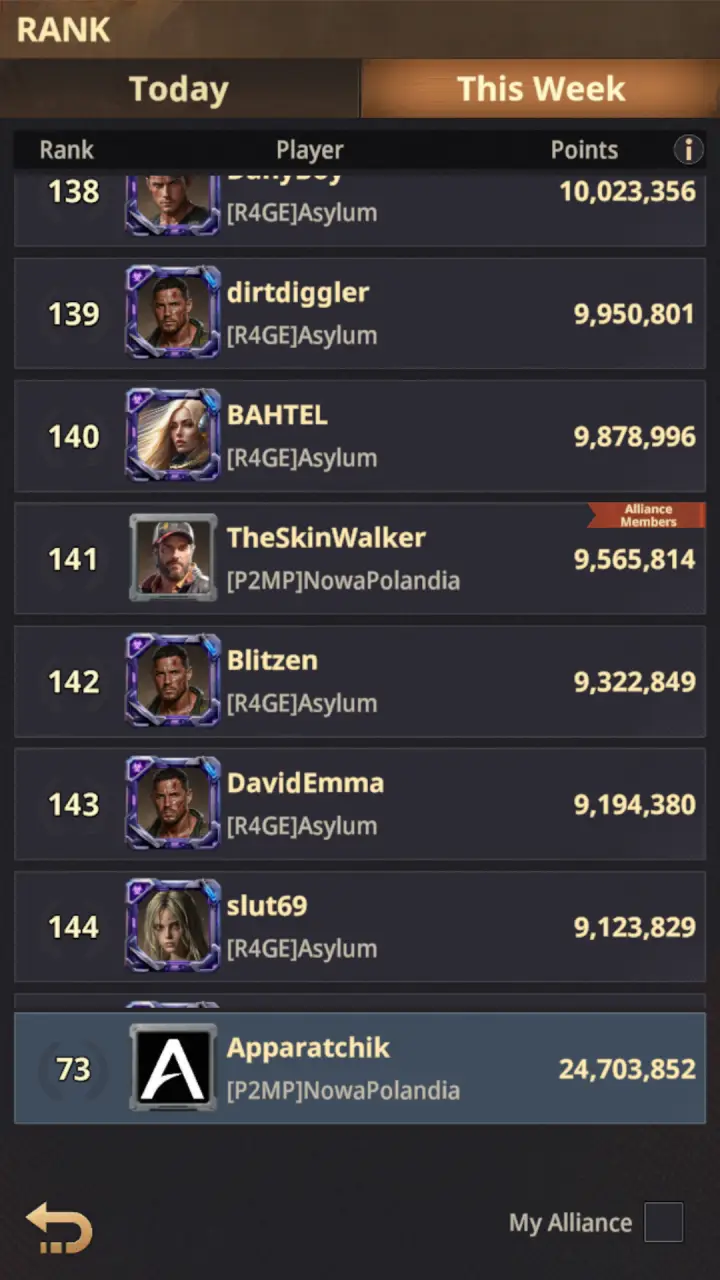 RANK
Today
This Week
Rank
Player
Points
138
10,023,356
[R4GE]Asylum
139
dirtdiggler
9,950,801
[R4GE]Asylum
140
BAHTEL
9,878,996
[R4GE]Asylum
Alliance
Members
141
TheSkinWalker
9,565,814
[P2MP]NowaPolandia
142
Blitzen
9,322,849
[R4GE]Asylum
143
DavidEmma
9,194,380
[R4GE]Asylum
144
slut69
9,123,829
[R4GE]Asylum
73
Apparatchik
24,703,852
[P2MP]NowaPolandia
My Alliance